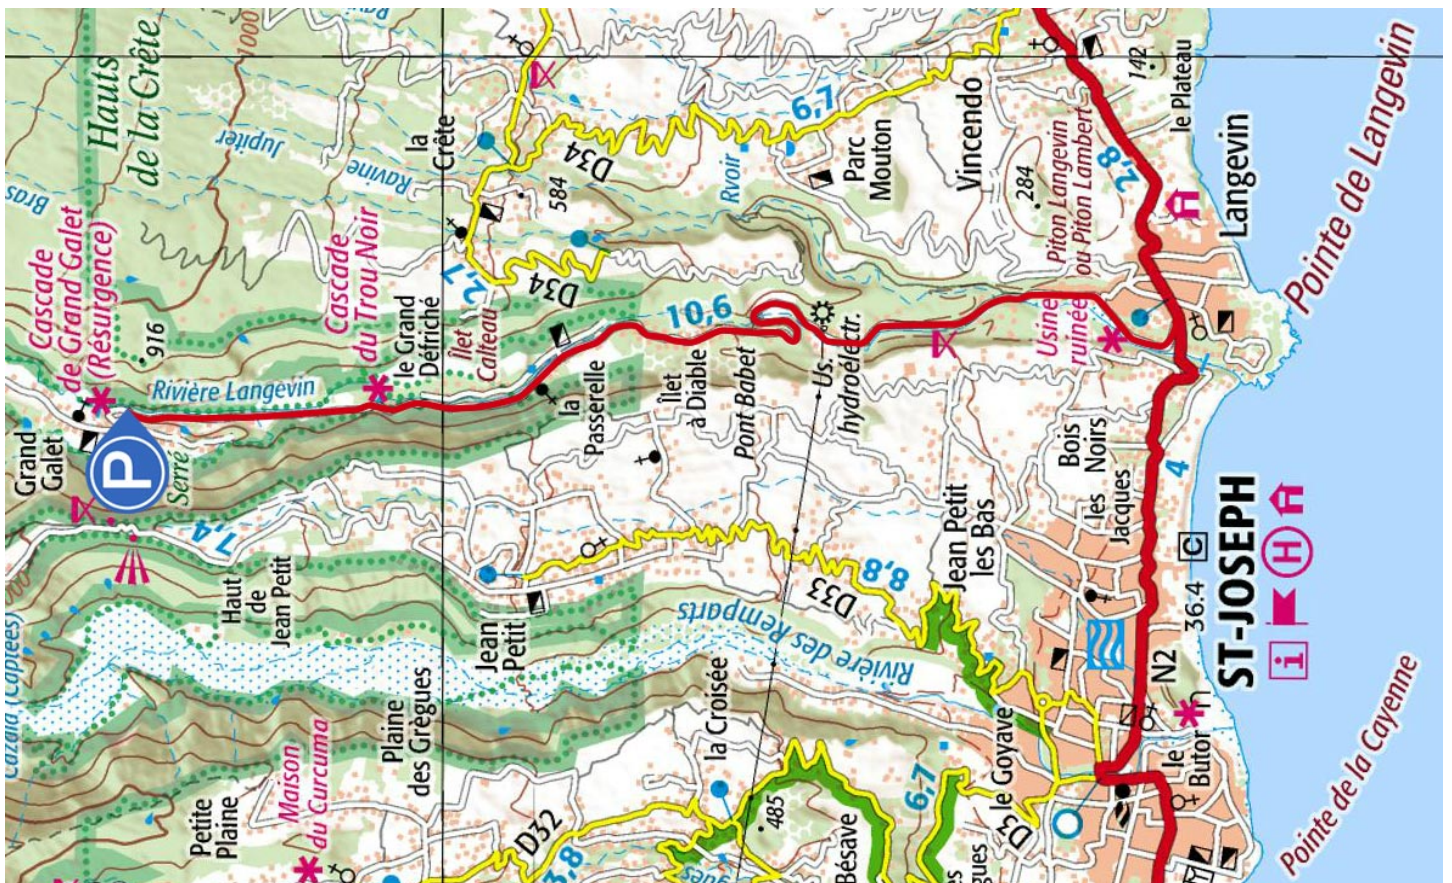 Hauts
de la Crête
1000
Bras
Jupiter
Ravine
la
Crête
D34
6,7
584
Rvoir
Parc
Mouton
Vincendo
142
le Plateau
Langevin
Pointe de Langevin
2,8
284
Piton Langevin
ou Piton Lambert
Cascade
de Grand Galet
(Résurgence)
916
Cascade
du Trou Noir
le Grand
Défriché
2,7
D34
Îlet
Calteau
10,6
Rivière Langevin
Grand
Galet
P
Serré
la
Passerelle
Îlet
à Diable
Pont Babet
Us.
hydroélectr.
Usine
ruinée
Bois
Noirs
les
Jacques
4
7,4
Haut
de
Jean Petit
Jean
Petit
8,8
D33
Jean Petit
les Bas
Rivière des Remparts
36.4
C
ST-JOSEPH
H
i
N2
(Captées)
Plaine
des Grègues
la Croisée
le Goyave
le
Butor
Pointe de la Cayenne
Petite
Plaine
Maison
du Curcuma
D32
3,8
485
6,7
Bésave
D3